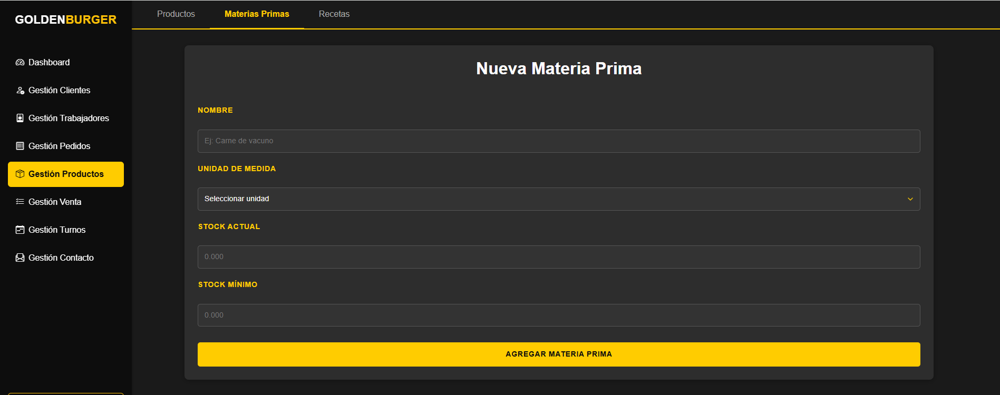 GOLDENBURGER
Dashboard
Gestión Clientes
Gestión Trabajadores
Gestión Pedidos
Gestión Productos
Gestión Venta
Gestión Turnos
Gestión Contacto
Productos
Materias Primas
Recetas
Nueva Materia Prima
NOMBRE
Ej: Carne de vacuno
UNIDAD DE MEDIDA
Seleccionar unidad
STOCK ACTUAL
0.000
STOCK MÍNIMO
0.000
AGREGAR MATERIA PRIMA